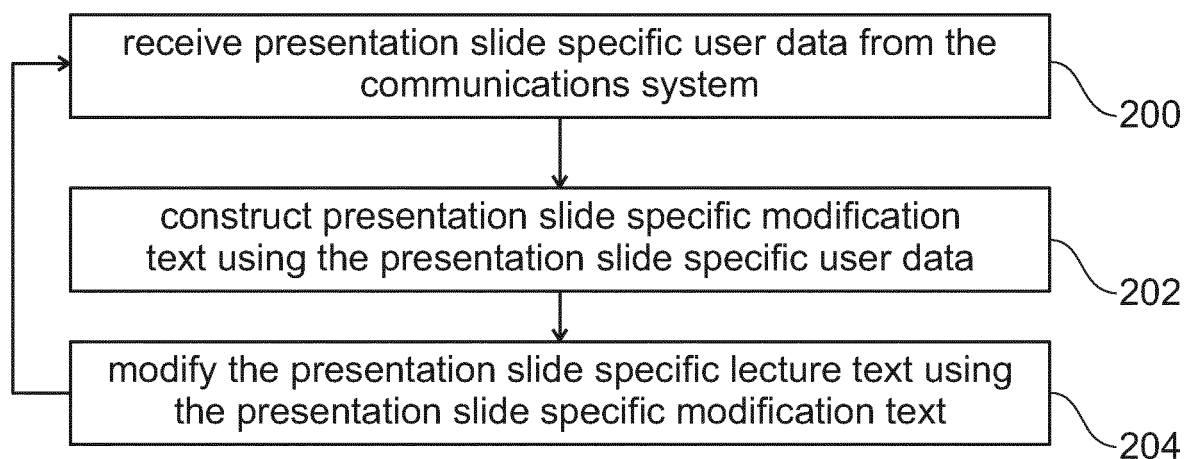 receive presentation slide specific user data from the
communications system
200
construct presentation slide specific modification
text using the presentation slide specific user data
202
modify the presentation slide specific lecture text using
the presentation slide specific modification text
204